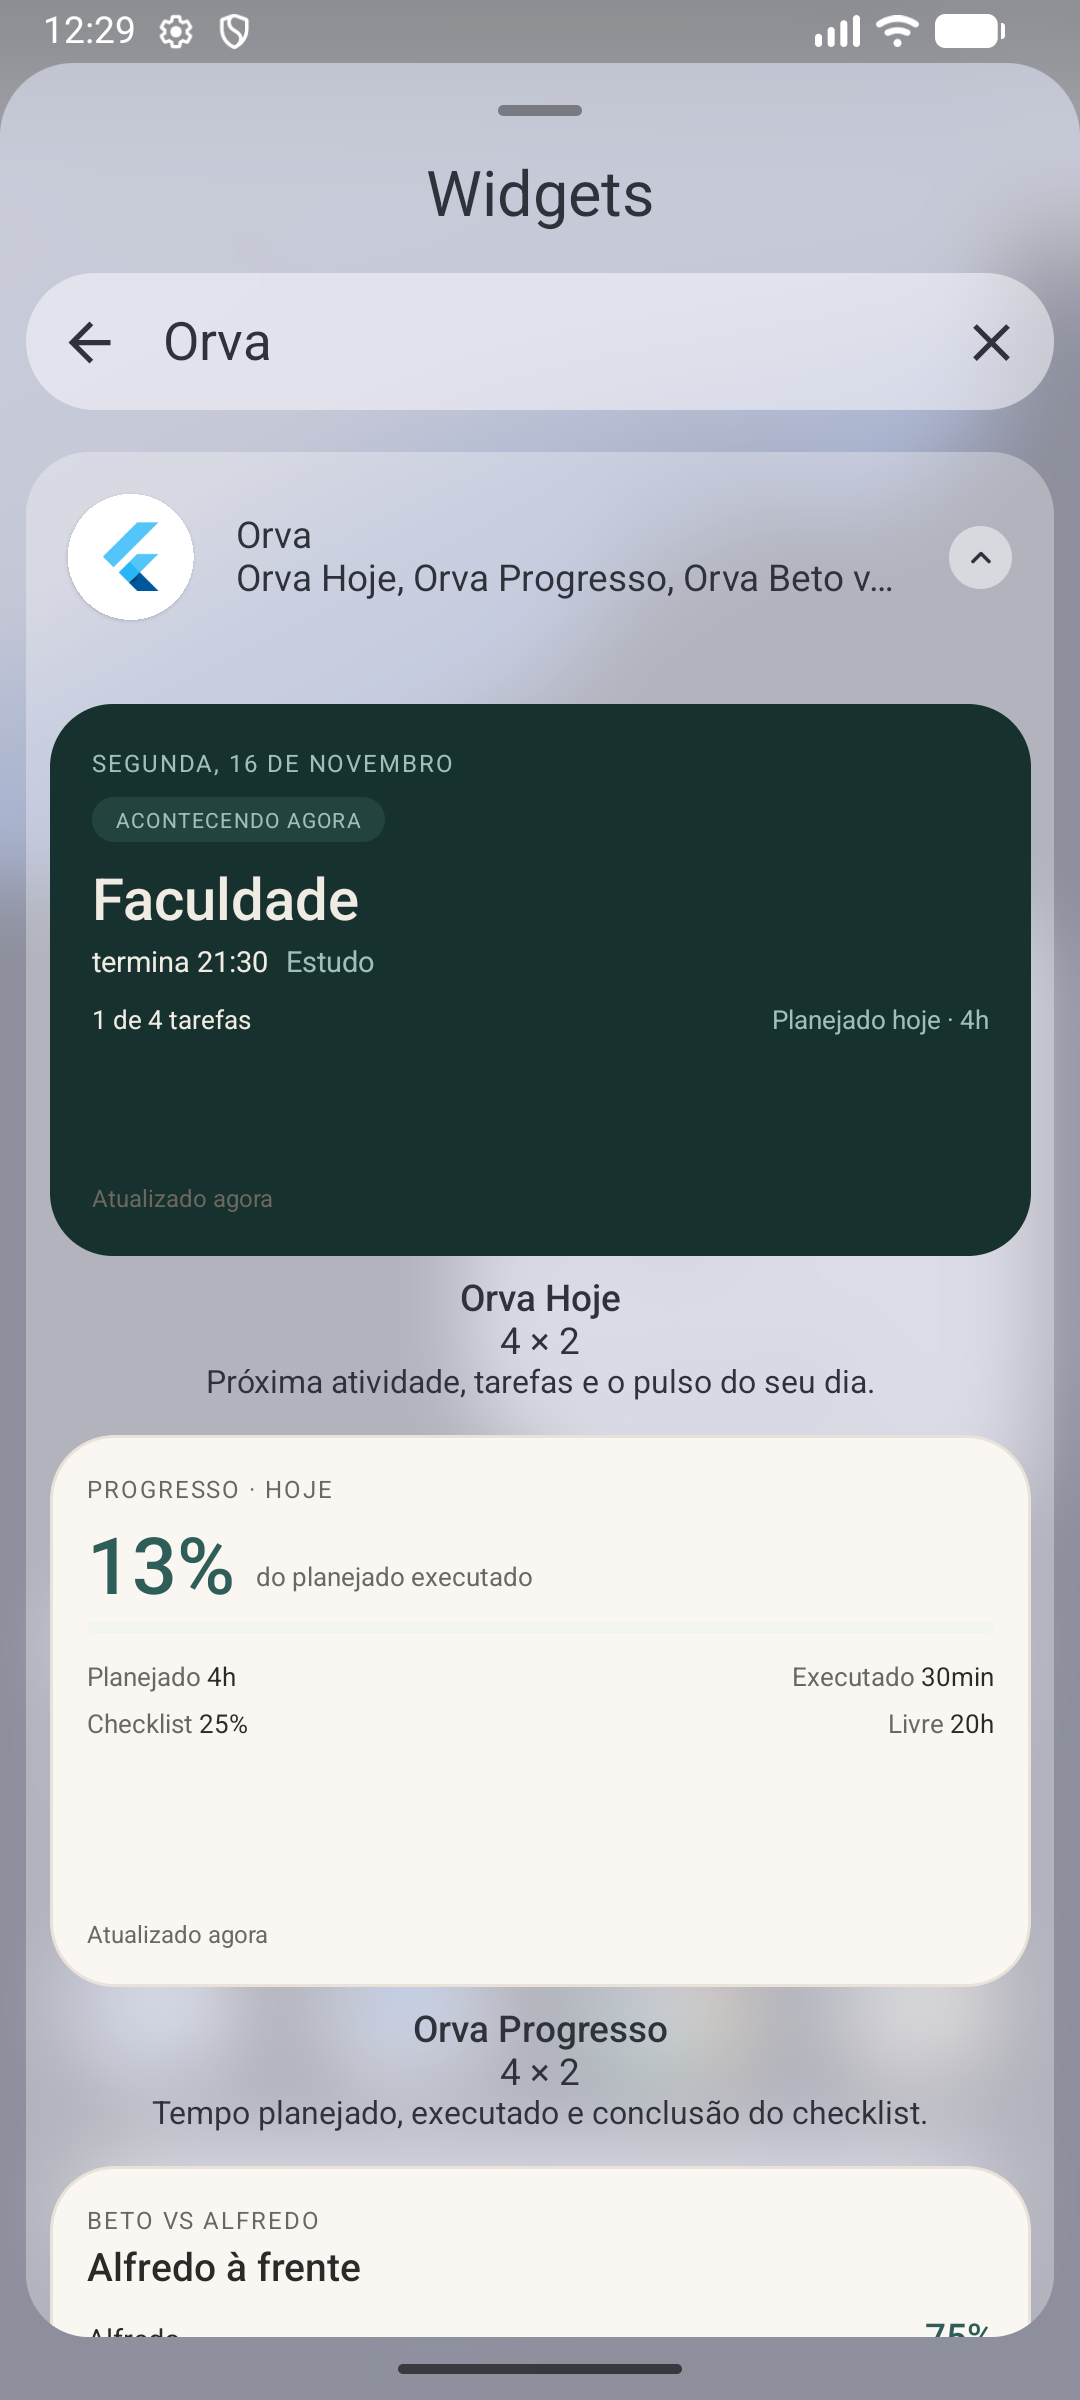 12:29
Widgets
Orva
Orva
Orva Hoje, Orva Progresso, Orva Beto v...
SEGUNDA, 16 DE NOVEMBRO
ACONTECENDO AGORA
Faculdade
termina 21:30 Estudo
1 de 4 tarefas Planejado hoje · 4h
Atualizado agora
Orva Hoje
4 × 2
Próxima atividade, tarefas e o pulso do seu dia.
PROGRESSO · HOJE
13% do planejado executado
Planejado 4h Executado 30min
Checklist 25% Livre 20h
Atualizado agora
Orva Progresso
4 × 2
Tempo planejado, executado e conclusão do checklist.
BETO VS ALFREDO
Alfredo à frente
Alfredo 75%